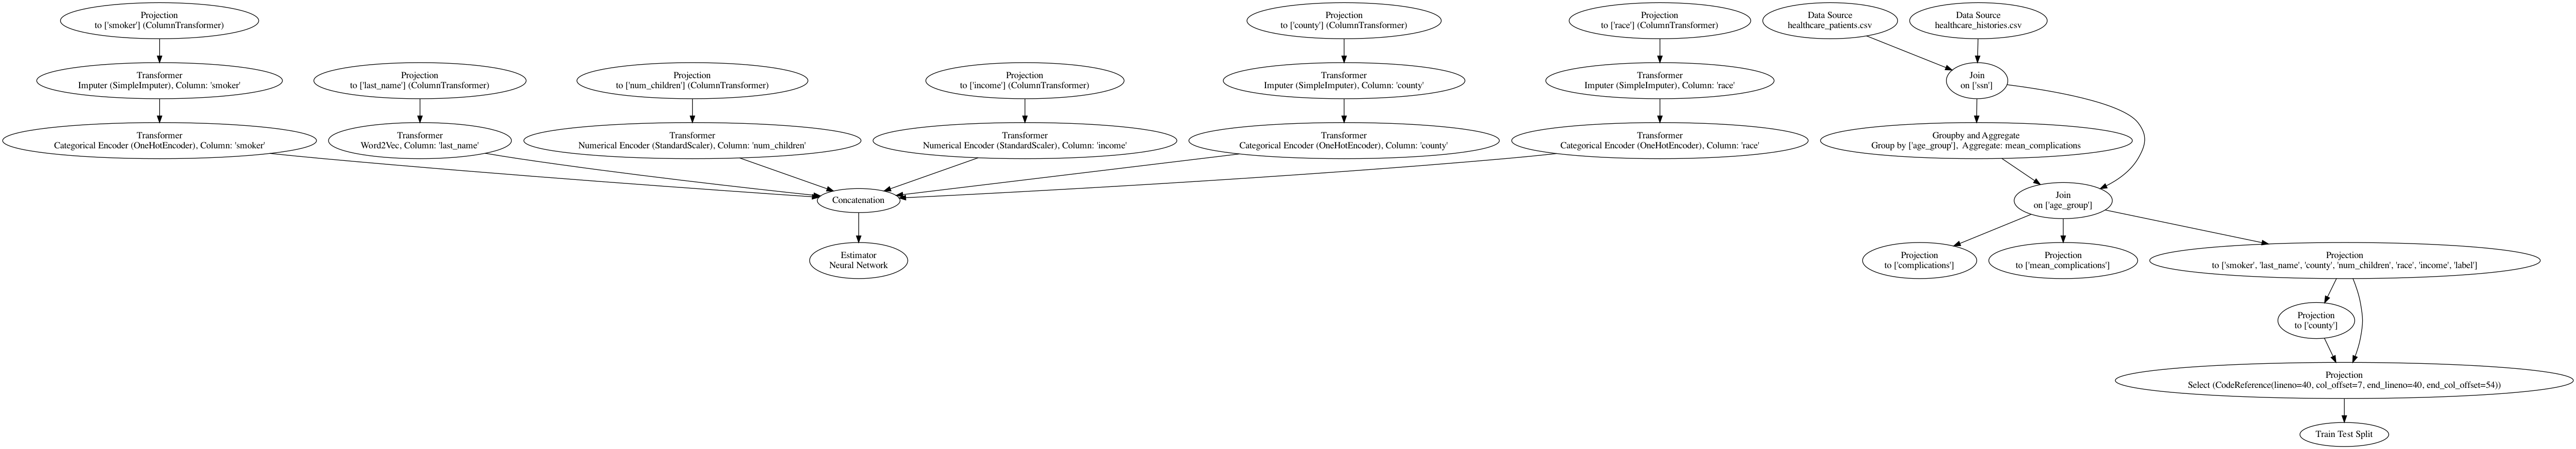 Projection
to ['smoker'] (ColumnTransformer)
Projection
to ['county'] (ColumnTransformer)
Projection
to ['race'] (ColumnTransformer)
Data Source
healthcare_patients.csv
Data Source
healthcare_histories.csv
Transformer
Imputer (SimpleImputer), Column: 'smoker'
Projection
to ['last_name'] (ColumnTransformer)
Projection
to ['num_children'] (ColumnTransformer)
Projection
to ['income'] (ColumnTransformer)
Transformer
Imputer (SimpleImputer), Column: 'county'
Transformer
Imputer (SimpleImputer), Column: 'race'
Join
on ['ssn']
Transformer
Categorical Encoder (OneHotEncoder), Column: 'smoker'
Transformer
Word2Vec, Column: 'last_name'
Transformer
Numerical Encoder (StandardScaler), Column: 'num_children'
Transformer
Numerical Encoder (StandardScaler), Column: 'income'
Transformer
Categorical Encoder (OneHotEncoder), Column: 'county'
Transformer
Categorical Encoder (OneHotEncoder), Column: 'race'
Groupby and Aggregate
Group by ['age_group'], Aggregate: mean_complications
Concatenation
Join
on ['age_group']
Estimator
Neural Network
Projection
to ['complications']
Projection
to ['mean_complications']
Projection
to ['smoker', 'last_name', 'county', 'num_children', 'race', 'income', 'label']
Projection
to ['county']
Projection
Select (CodeReference(lineno=40, col_offset=7, end_lineno=40, end_col_offset=54))
Train Test Split